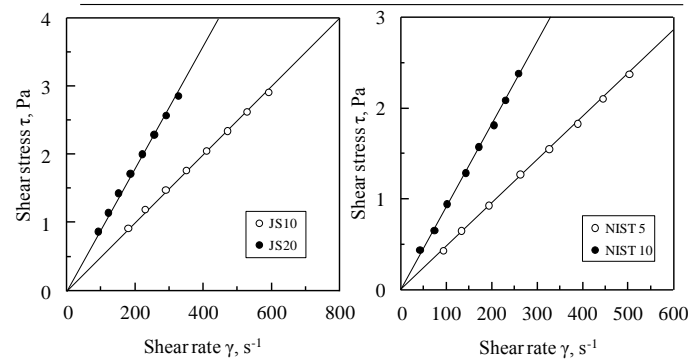 4
3
2
1
0
0 200 400 600 800
Shear stress τ, Pa
Shear rate γ, s-1
JS10
JS20
3
2
1
0
0 100 200 300 400 500 600
Shear stress τ, Pa
Shear rate γ, s-1
NIST 5
NIST 10